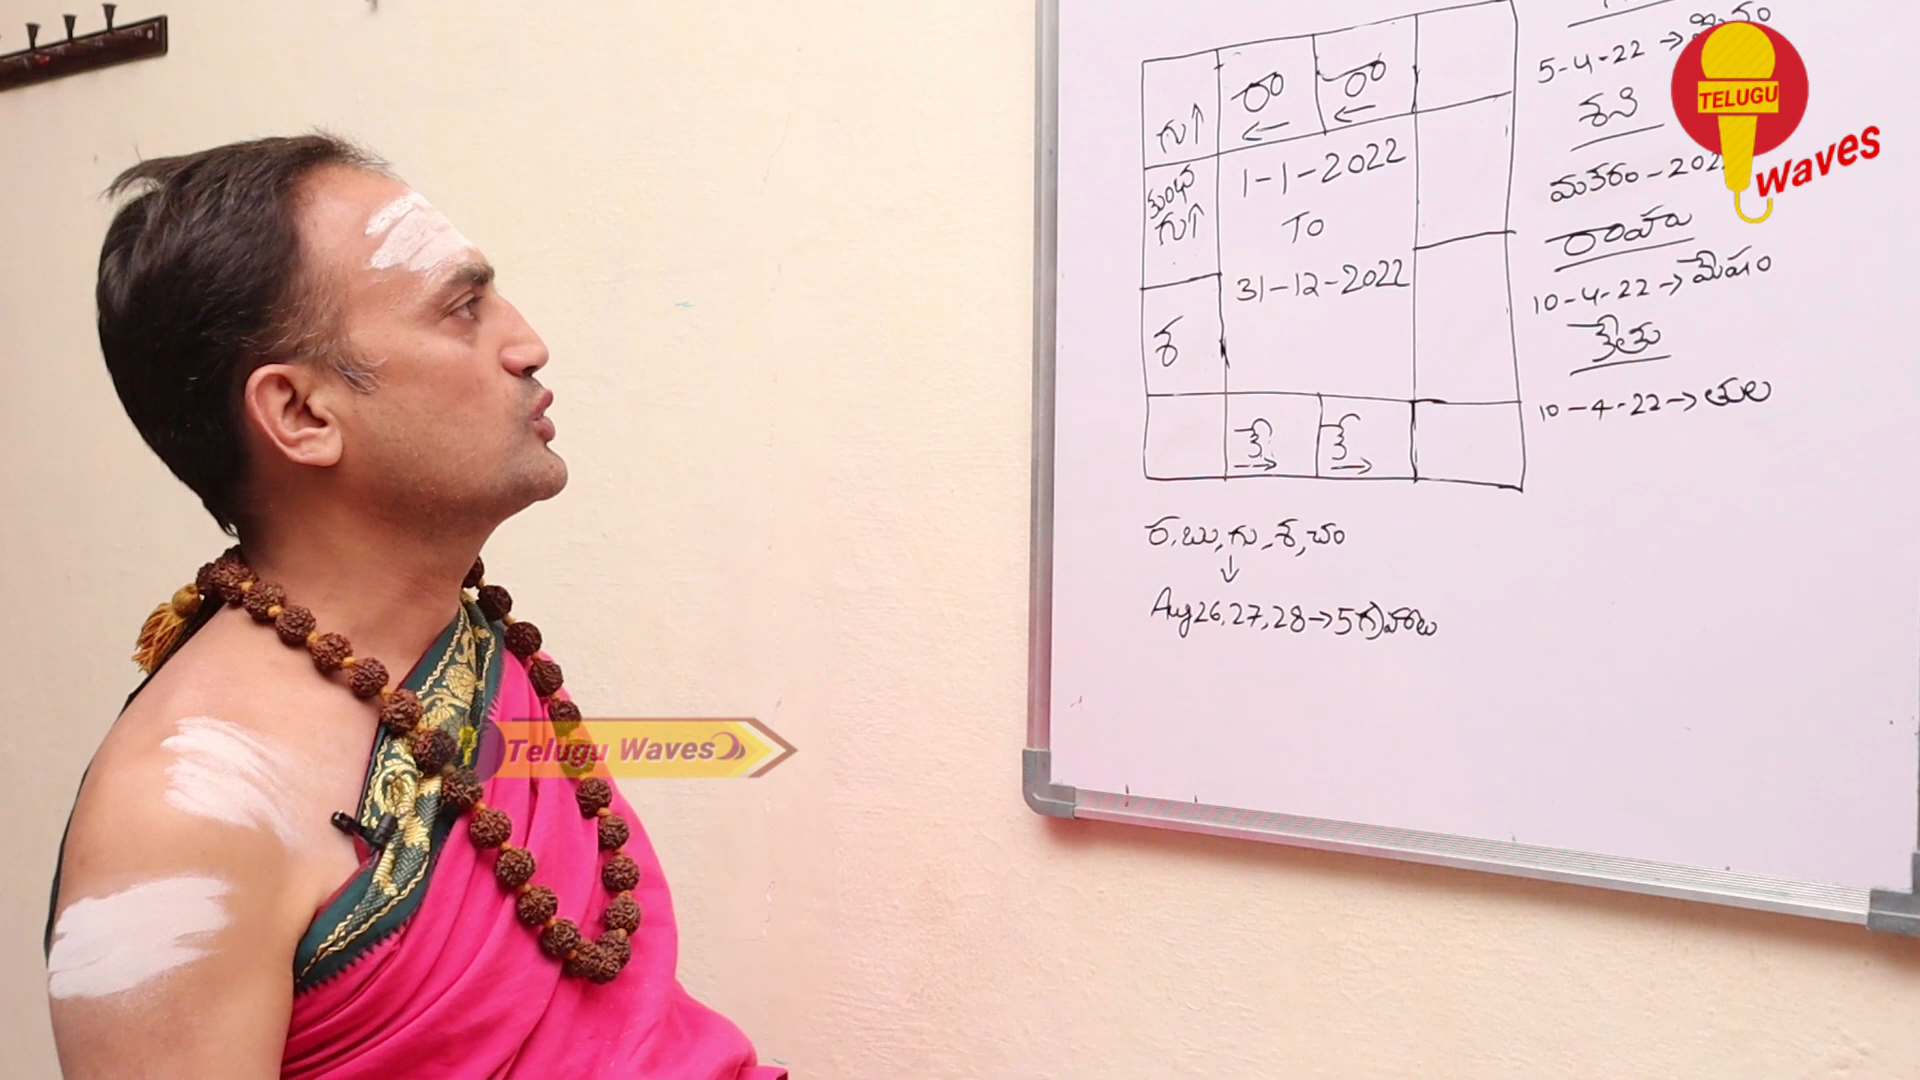 5-4-22 → మీనం
శని
మకరం - 202
రాహు
10-4-22 → మేషం
కేతు
10-4-22 → తుల
రా రా
గు
కుంభ
గు
1-1-2022
To
31-12-2022
శ
కే కే
ర, బు, గు, శ, చం
Aug 26, 27, 28 → 5 గ్రహాలు
TELUGU
Waves
Telugu Waves